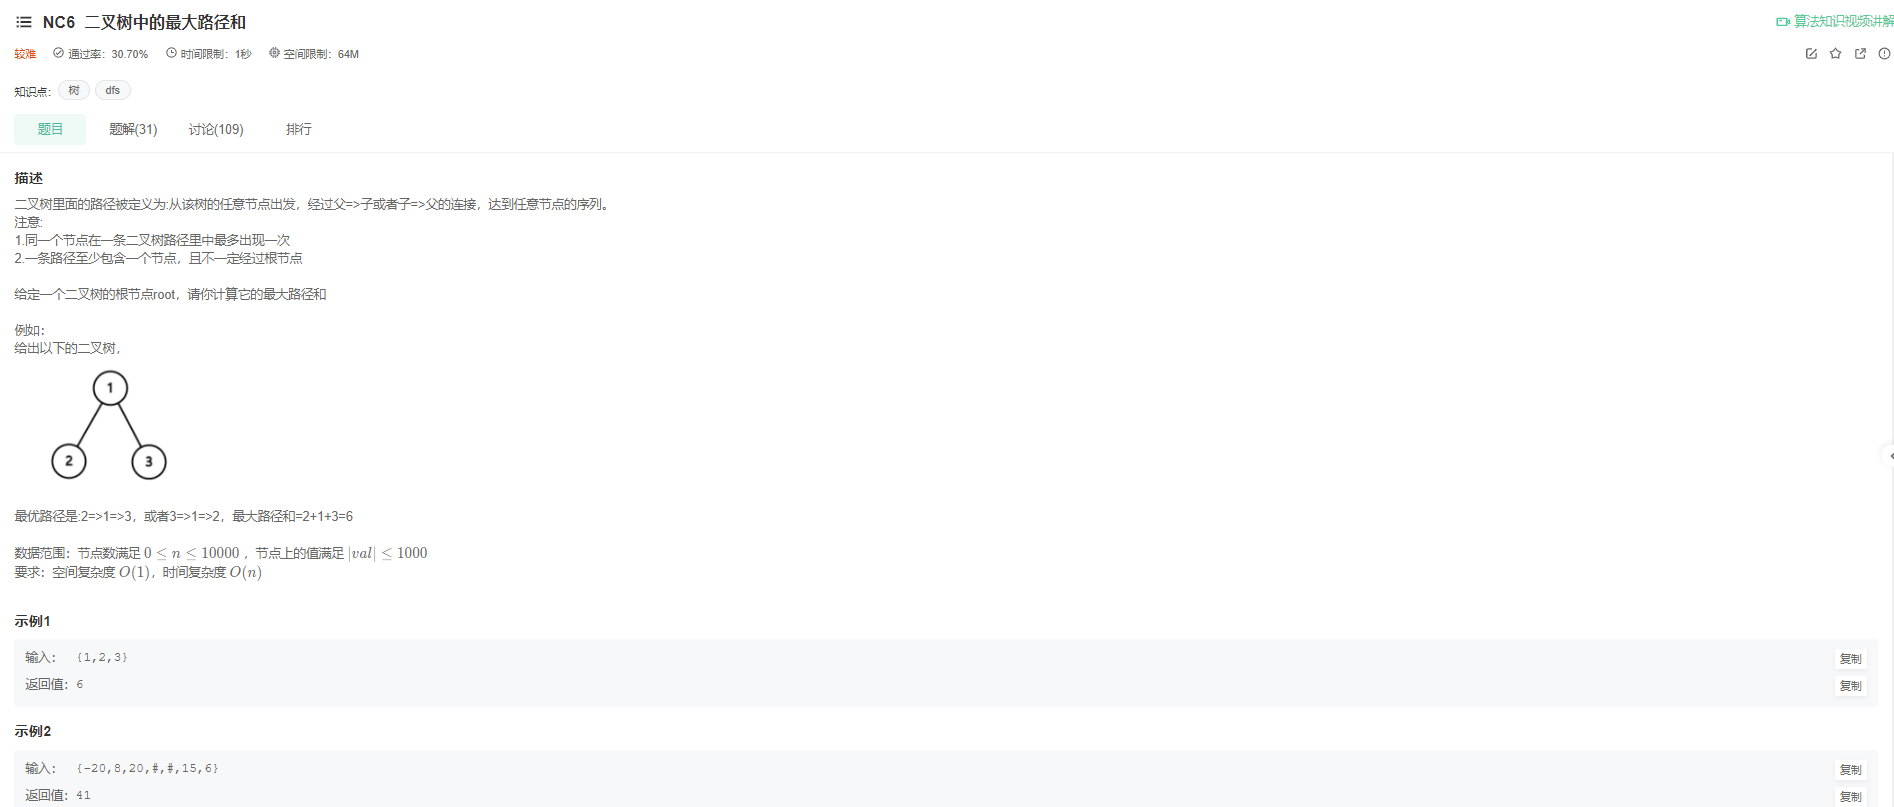 NC6 二叉树中的最大路径和
算法知识视频讲解
较难 通过率：30.70% 时间限制：1秒 空间限制：64M
知识点： 树 dfs
题目 题解(31) 讨论(109) 排行
描述
二叉树里面的路径被定义为:从该树的任意节点出发，经过父=>子或者子=>父的连接，达到任意节点的序列。
注意:
1.同一个节点在一条二叉树路径里中最多出现一次
2.一条路径至少包含一个节点，且不一定经过根节点
给定一个二叉树的根节点root，请你计算它的最大路径和
例如：
给出以下的二叉树，
1
2 3
最优路径是:2=>1=>3，或者3=>1=>2，最大路径和=2+1+3=6
数据范围：节点数满足 0 ≤ n ≤ 10000 ，节点上的值满足 |val| ≤ 1000
要求：空间复杂度 O(1)，时间复杂度 O(n)
示例1
输入： {1,2,3} 复制
返回值：6 复制
示例2
输入： {-20,8,20,#,#,15,6} 复制
返回值：41 复制